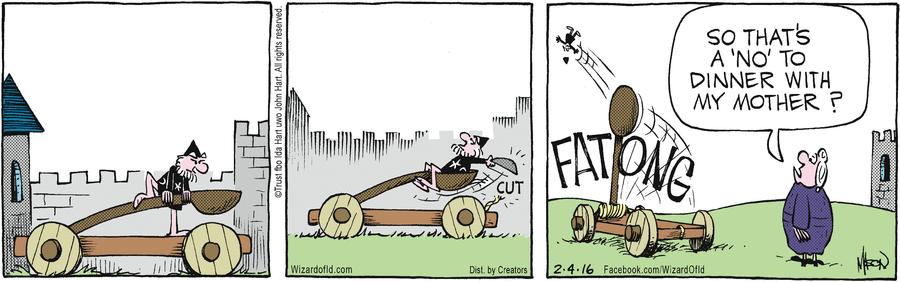 ©Trust fbo Ida Hart uwo John Hart. All rights reserved.
CUT
Wizardofid.com
Dist. by Creators
SO THAT'S
A 'NO' TO
DINNER WITH
MY MOTHER?
FATONG
2.4.16
Facebook.com/WizardOfId
MASON